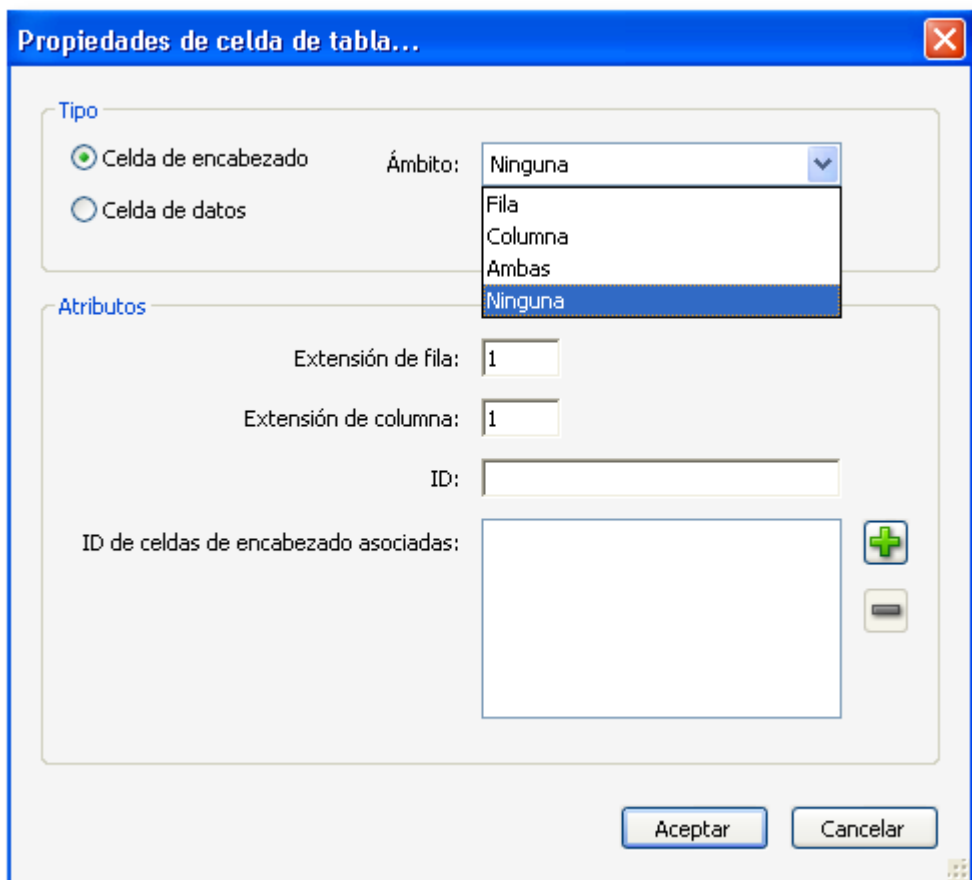 Propiedades de celda de tabla...
Tipo
Celda de encabezado
Ámbito:
Ninguna
Celda de datos
Fila
Columna
Ambas
Ninguna
Atributos
Extensión de fila:
1
Extensión de columna:
1
ID:
ID de celdas de encabezado asociadas:
Aceptar
Cancelar